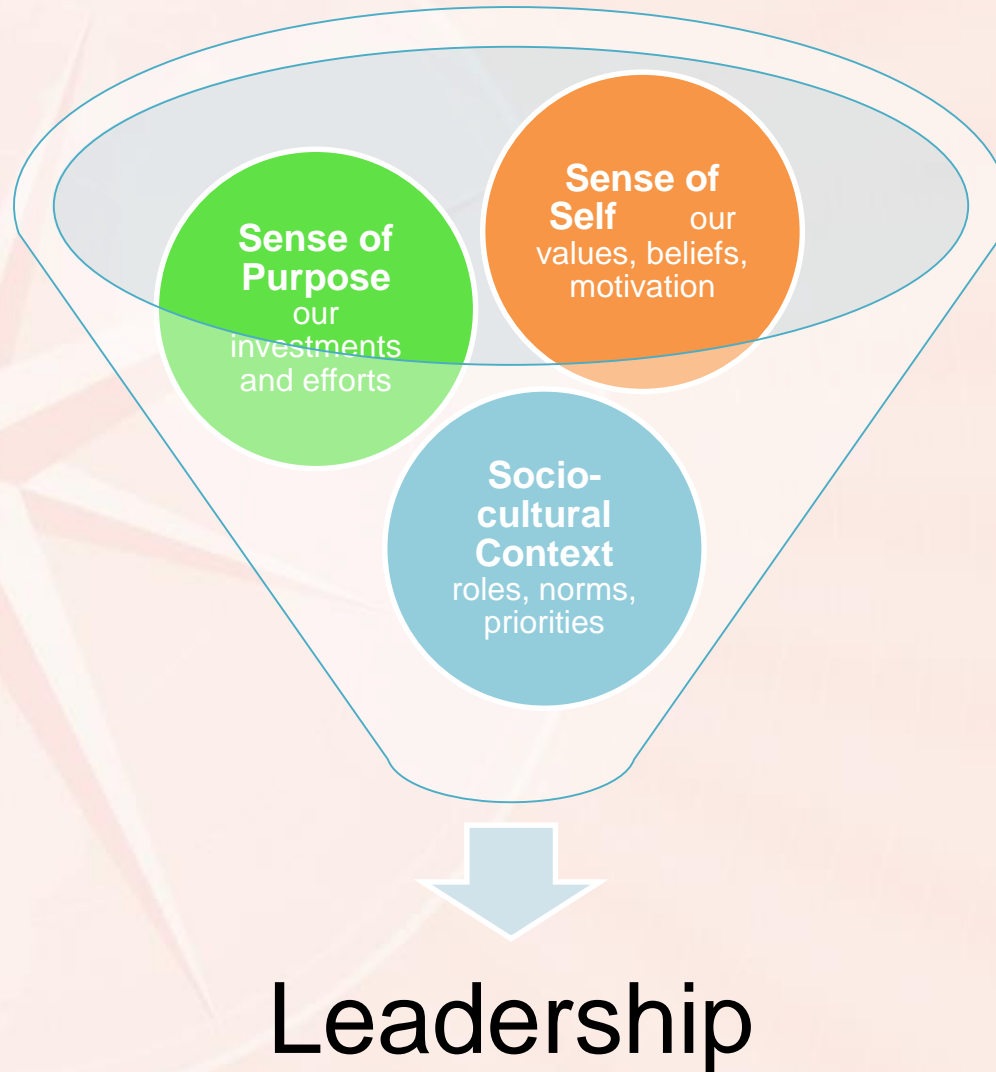 Sense of
Purpose
our
investments
and efforts
Sense of
Self our
values, beliefs,
motivation
Socio-
cultural
Context
roles, norms,
priorities
Leadership